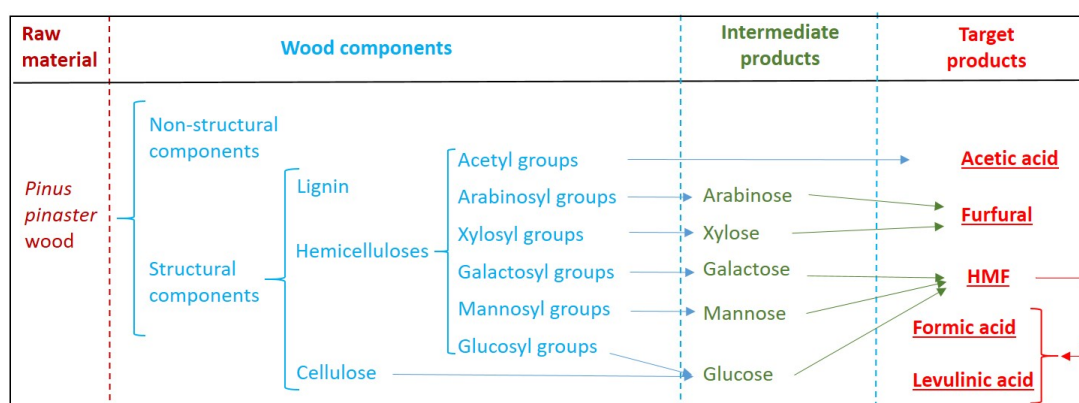 Raw
material
Wood components
Intermediate
products
Target
products
Non-structural
components
Acetyl groups
Acetic acid
Pinus
pinaster
wood
Lignin
Arabinosyl groups
Arabinose
Furfural
Hemicelluloses
Xylosyl groups
Xylose
Structural
components
Galactosyl groups
Galactose
HMF
Mannosyl groups
Mannose
Formic acid
Glucosyl groups
Cellulose
Glucose
Levulinic acid